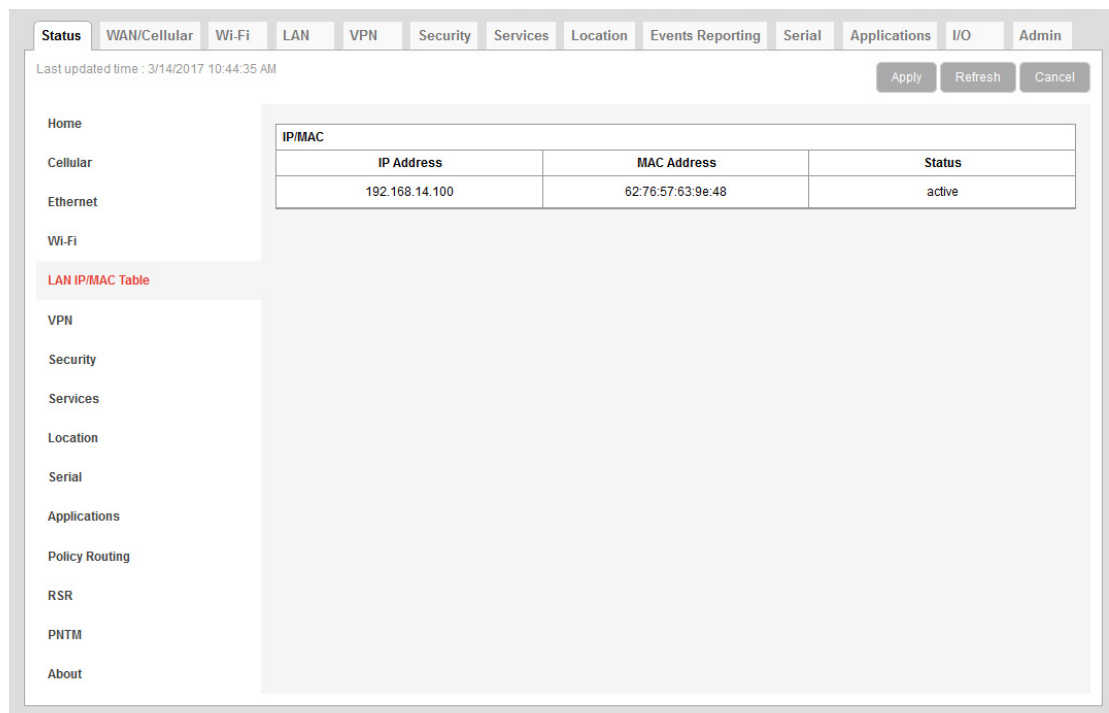 Status WAN/Cellular Wi-Fi LAN VPN Security Services Location Events Reporting Serial Applications I/O Admin
Last updated time : 3/14/2017 10:44:35 AM
Apply Refresh Cancel
Home
Cellular
Ethernet
Wi-Fi
LAN IP/MAC Table
VPN
Security
Services
Location
Serial
Applications
Policy Routing
RSR
PNTM
About
IP/MAC
IP Address MAC Address Status
192.168.14.100 62:76:57:63:9e:48 active